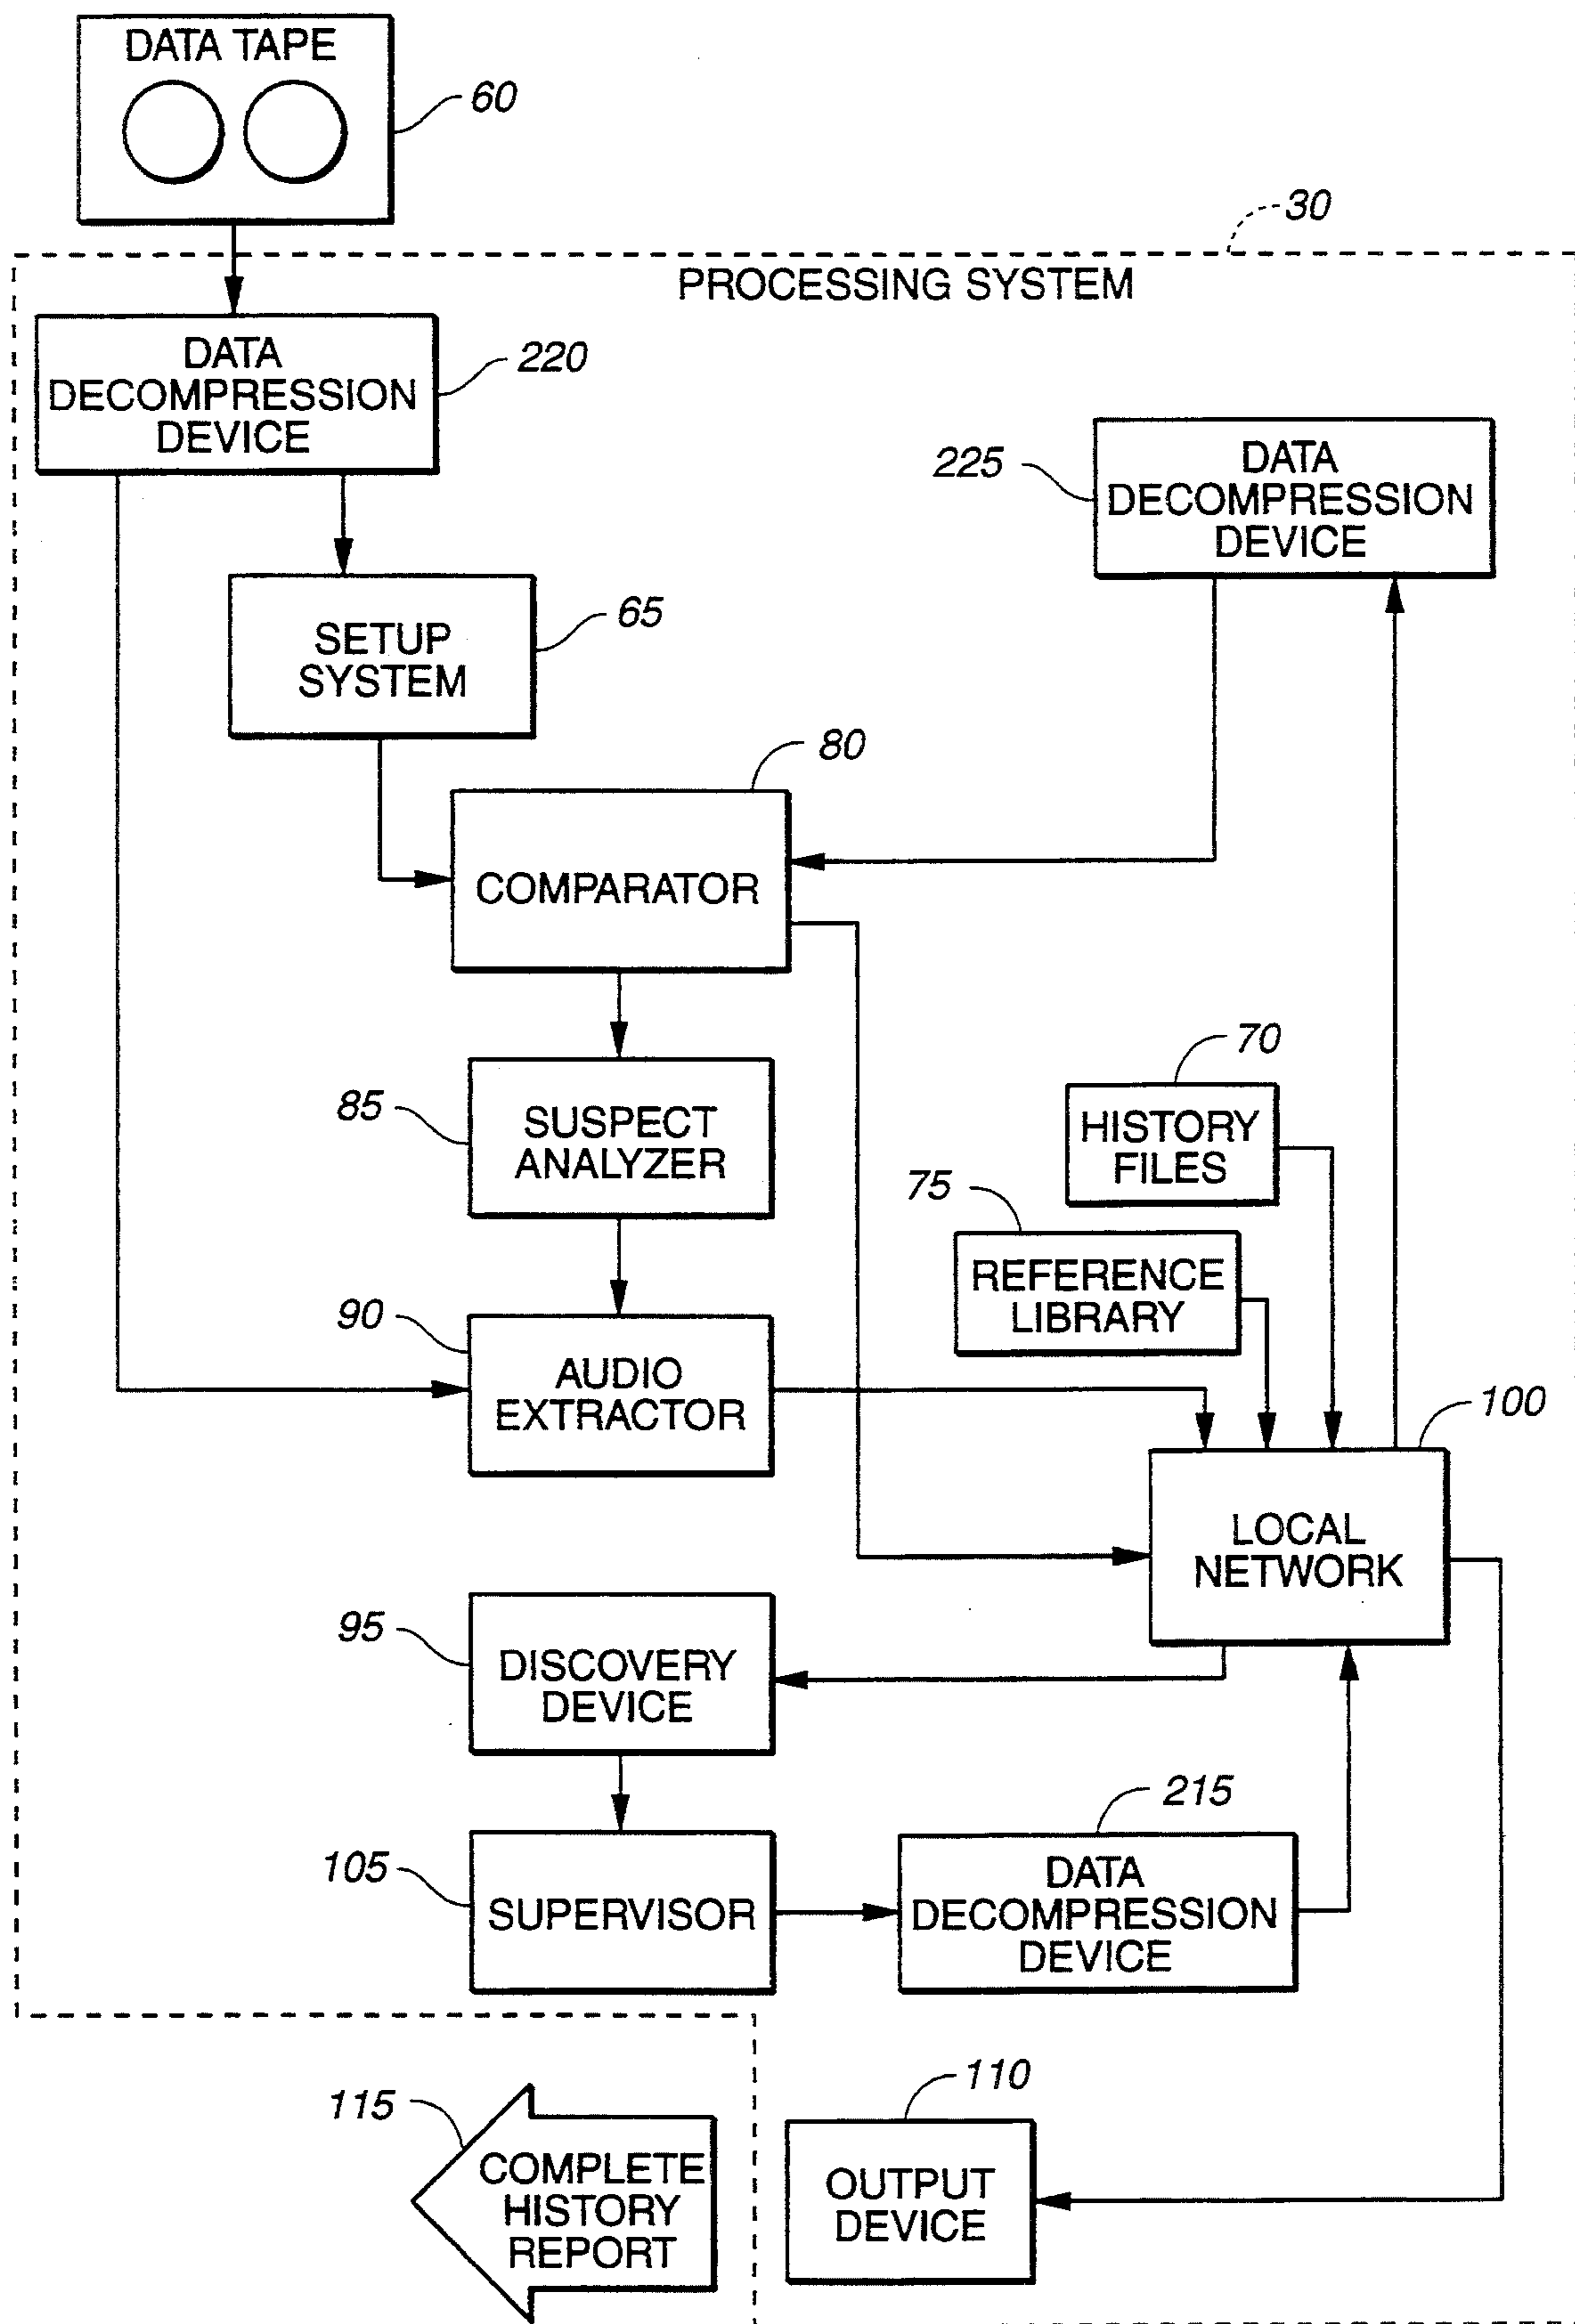 DATA TAPE
60
30
PROCESSING SYSTEM
DATA
DECOMPRESSION
DEVICE
220
225
DATA
DECOMPRESSION
DEVICE
SETUP
SYSTEM
65
80
COMPARATOR
70
HISTORY
FILES
85
SUSPECT
ANALYZER
75
REFERENCE
LIBRARY
90
AUDIO
EXTRACTOR
100
LOCAL
NETWORK
95
DISCOVERY
DEVICE
215
105
SUPERVISOR
DATA
DECOMPRESSION
DEVICE
115
COMPLETE
HISTORY
REPORT
110
OUTPUT
DEVICE